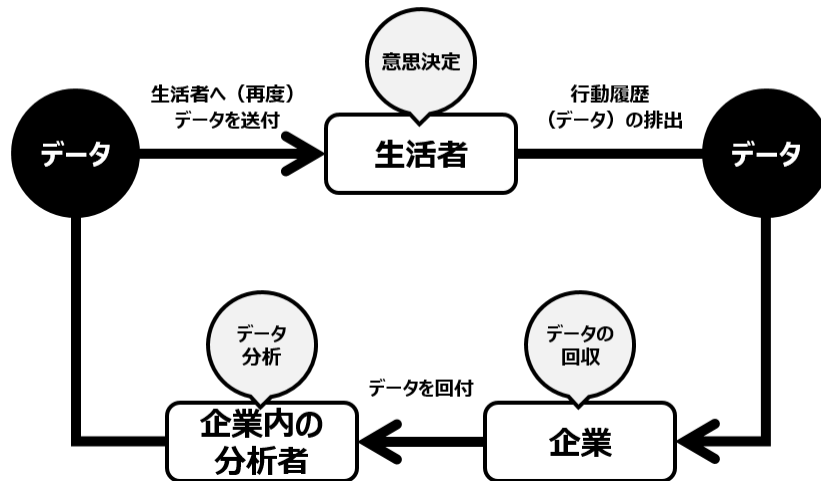 意思決定
生活者へ（再度）
データを送付
行動履歴
（データ）の排出
データ
生活者
データ
データ
分析
データの
回収
データを回付
企業内の
分析者
企業